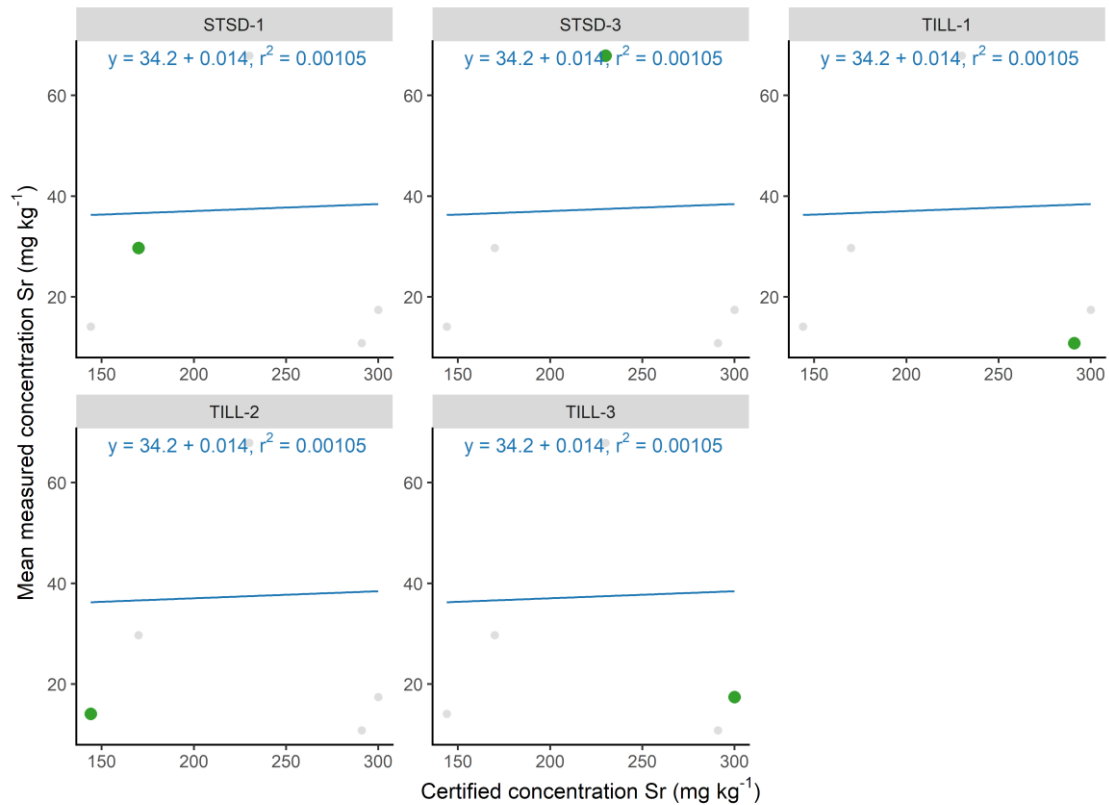 STSD-1
STSD-3
TILL-1
y = 34.2 + 0.014, r² = 0.00105
y = 34.2 + 0.014, r² = 0.00105
y = 34.2 + 0.014, r² = 0.00105
60
40
20
60
40
20
60
40
20
150 200 250 300
150 200 250 300
150 200 250 300
TILL-2
TILL-3
y = 34.2 + 0.014, r² = 0.00105
y = 34.2 + 0.014, r² = 0.00105
60
40
20
60
40
20
150 200 250 300
150 200 250 300
Mean measured concentration Sr (mg kg⁻¹)
Certified concentration Sr (mg kg⁻¹)